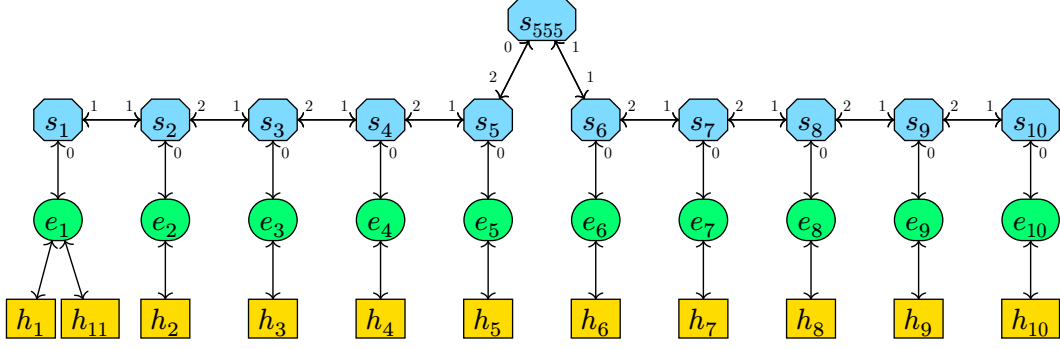 s555
0 1
2 1
1 1 2 1 2 1 2 1 2 1 2 1 2 1 2 1
s1 s2 s3 s4 s5 s6 s7 s8 s9 s10
0 0 0 0 0 0 0 0 0 0
e1 e2 e3 e4 e5 e6 e7 e8 e9 e10
h1 h11 h2 h3 h4 h5 h6 h7 h8 h9 h10